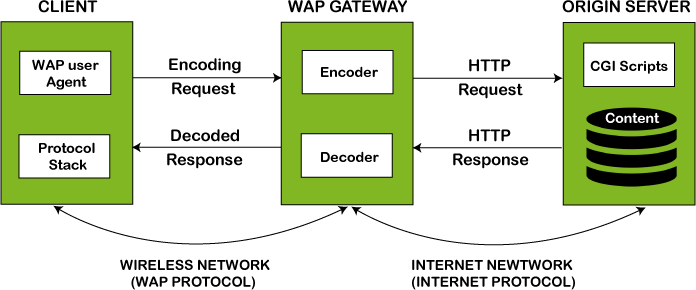 CLIENT
WAP GATEWAY
ORIGIN SERVER
WAP user
Agent
Encoding
Request
Encoder
HTTP
Request
CGI Scripts
Protocol
Stack
Decoded
Response
Decoder
HTTP
Response
Content
WIRELESS NETWORK
(WAP PROTOCOL)
INTERNET NEWTWORK
(INTERNET PROTOCOL)